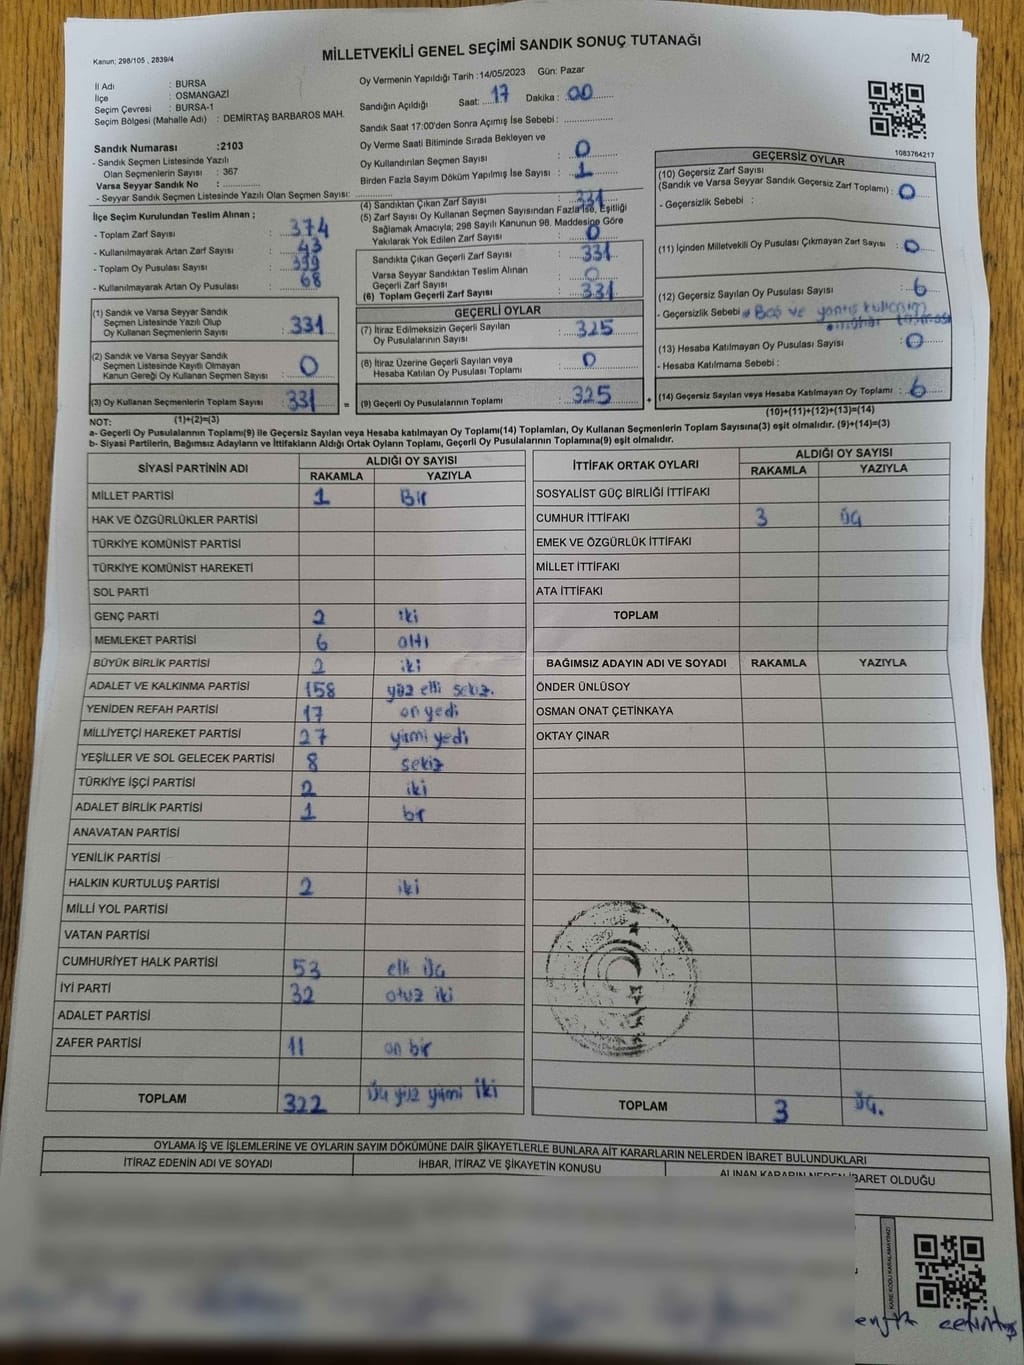 MİLLETVEKİLİ GENEL SEÇİMİ SANDIK SONUÇ TUTANAĞI
Kanun; 298/105 , 2839/4
M/2
İl Adı : BURSA
İlçe : OSMANGAZİ
Seçim Çevresi : BURSA-1
Seçim Bölgesi (Mahalle Adı) : DEMİRTAŞ BARBAROS MAH.
Sandık Numarası :2103
- Sandık Seçmen Listesinde Yazılı
Olan Seçmenlerin Sayısı : 367
Varsa Seyyar Sandık No :
- Seyyar Sandık Seçmen Listesinde Yazılı Olan Seçmen Sayısı:
Oy Vermenin Yapıldığı Tarih :14/05/2023 Gün: Pazar
Sandığın Açıldığı Saat: 17 Dakika : 00
Sandık Saat 17:00'den Sonra Açımış İse Sebebi :
Oy Verme Saati Bitiminde Sırada Bekleyen ve
Oy Kullandırılan Seçmen Sayısı : 0
Birden Fazla Sayım Döküm Yapılmış İse Sayısı : 1
1083764217
İlçe Seçim Kurulundan Teslim Alınan ;
- Toplam Zarf Sayısı : 374
- Kullanılmayarak Artan Zarf Sayısı : 43
- Toplam Oy Pusulası Sayısı : 399
- Kullanılmayarak Artan Oy Pusulası : 68
(1) Sandık ve Varsa Seyyar Sandık
Seçmen Listesinde Yazılı Olup
Oy Kullanan Seçmenlerin Sayısı : 331
(2) Sandık ve Varsa Seyyar Sandık
Seçmen Listesinde Kayıtlı Olmayan
Kanun Gereği Oy Kullanan Seçmen Sayısı : 0
(3) Oy Kullanan Seçmenlerin Toplam Sayısı : 331 =
(4) Sandıktan Çıkan Zarf Sayısı : 331
(5) Zarf Sayısı Oy Kullanan Seçmen Sayısından Fazla İse, Eşitliği
Sağlamak Amacıyla; 298 Sayılı Kanunun 98. Maddesine Göre
Yakılarak Yok Edilen Zarf Sayısı : 0
Sandıkta Çıkan Geçerli Zarf Sayısı : 331
Varsa Seyyar Sandıktan Teslim Alınan
Geçerli Zarf Sayısı : 0
(6) Toplam Geçerli Zarf Sayısı : 331
GEÇERLİ OYLAR
(7) İtiraz Edilmeksizin Geçerli Sayılan
Oy Pusulalarının Sayısı : 325
(8) İtiraz Üzerine Geçerli Sayılan veya
Hesaba Katılan Oy Pusulası Toplamı : 0
(9) Geçerli Oy Pusulalarının Toplamı : 325 +
GEÇERSİZ OYLAR
(10) Geçersiz Zarf Sayısı
(Sandık ve Varsa Seyyar Sandık Geçersiz Zarf Toplamı) : 0
- Geçersizlik Sebebi :
(11) İçinden Milletvekili Oy Pusulası Çıkmayan Zarf Sayısı : 0
(12) Geçersiz Sayılan Oy Pusulası Sayısı : 6
- Geçersizlik Sebebi : Boş ve yanlış
(13) Hesaba Katılmayan Oy Pusulası Sayısı : 0
- Hesaba Katılmama Sebebi :
(14) Geçersiz Sayılan veya Hesaba Katılmayan Oy Toplamı : 6
(10)+(11)+(12)+(13)=(14)
NOT: (1)+(2)=(3)
a- Geçerli Oy Pusulalarının Toplamı(9) ile Geçersiz Sayılan veya Hesaba katılmayan Oy Toplamı(14) Toplamları, Oy Kullanan Seçmenlerin Toplam Sayısına(3) eşit olmalıdır. (9)+(14)=(3)
b- Siyasi Partilerin, Bağımsız Adayların ve İttifakların Aldığı Ortak Oyların Toplamı, Geçerli Oy Pusulalarının Toplamına(9) eşit olmalıdır.
SİYASİ PARTİNİN ADI ALDIĞI OY SAYISI
RAKAMLA YAZIYLA
MİLLET PARTİSİ 1 Bir
HAK VE ÖZGÜRLÜKLER PARTİSİ
TÜRKİYE KOMÜNİST PARTİSİ
TÜRKİYE KOMÜNİST HAREKETİ
SOL PARTİ
GENÇ PARTİ 2 iki
MEMLEKET PARTİSİ 6 altı
BÜYÜK BİRLİK PARTİSİ 2 iki
ADALET VE KALKINMA PARTİSİ 158 yüz elli sekiz.
YENİDEN REFAH PARTİSİ 17 on yedi
MİLLİYETÇİ HAREKET PARTİSİ 27 yirmi yedi
YEŞİLLER VE SOL GELECEK PARTİSİ 8 sekiz
TÜRKİYE İŞÇİ PARTİSİ 2 iki
ADALET BİRLİK PARTİSİ 1 bir
ANAVATAN PARTİSİ
YENİLİK PARTİSİ
HALKIN KURTULUŞ PARTİSİ 2 iki
MİLLİ YOL PARTİSİ
VATAN PARTİSİ
CUMHURİYET HALK PARTİSİ 53 elli üç
İYİ PARTİ 32 otuz iki
ADALET PARTİSİ
ZAFER PARTİSİ 11 on bir
TOPLAM 322 üç yüz yirmi iki
İTTİFAK ORTAK OYLARI ALDIĞI OY SAYISI
RAKAMLA YAZIYLA
SOSYALİST GÜÇ BİRLİĞİ İTTİFAKI
CUMHUR İTTİFAKI 3 üç
EMEK VE ÖZGÜRLÜK İTTİFAKI
MİLLET İTTİFAKI
ATA İTTİFAKI
TOPLAM
BAĞIMSIZ ADAYIN ADI VE SOYADI RAKAMLA YAZIYLA
ÖNDER ÜNLÜSOY
OSMAN ONAT ÇETİNKAYA
OKTAY ÇINAR
TOPLAM 3 üç.
OYLAMA İŞ VE İŞLEMLERİNE VE OYLARIN SAYIM DÖKÜMÜNE DAİR ŞİKAYETLERLE BUNLARA AİT KARARLARIN NELERDEN İBARET BULUNDUKLARI
İTİRAZ EDENİN ADI VE SOYADI İHBAR, İTİRAZ VE ŞİKAYETİN KONUSU ALINAN KARARIN NEDEN İBARET OLDUĞU
KARE KODU KARALAMAYINIZ!